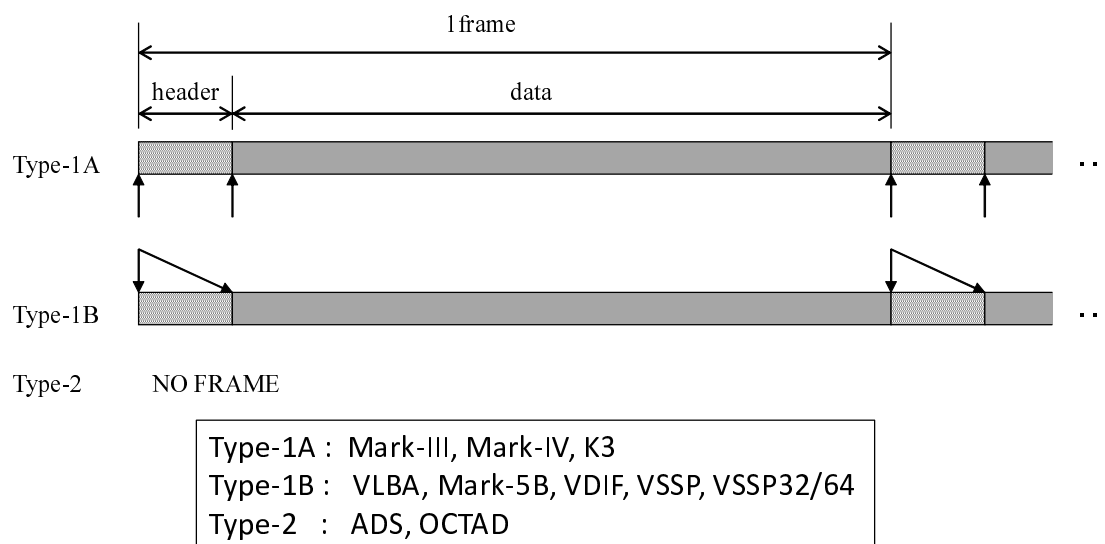 1frame
header data
Type-1A ..
Type-1B ..
Type-2 NO FRAME
Type-1A : Mark-III, Mark-IV, K3
Type-1B : VLBA, Mark-5B, VDIF, VSSP, VSSP32/64
Type-2 : ADS, OCTAD